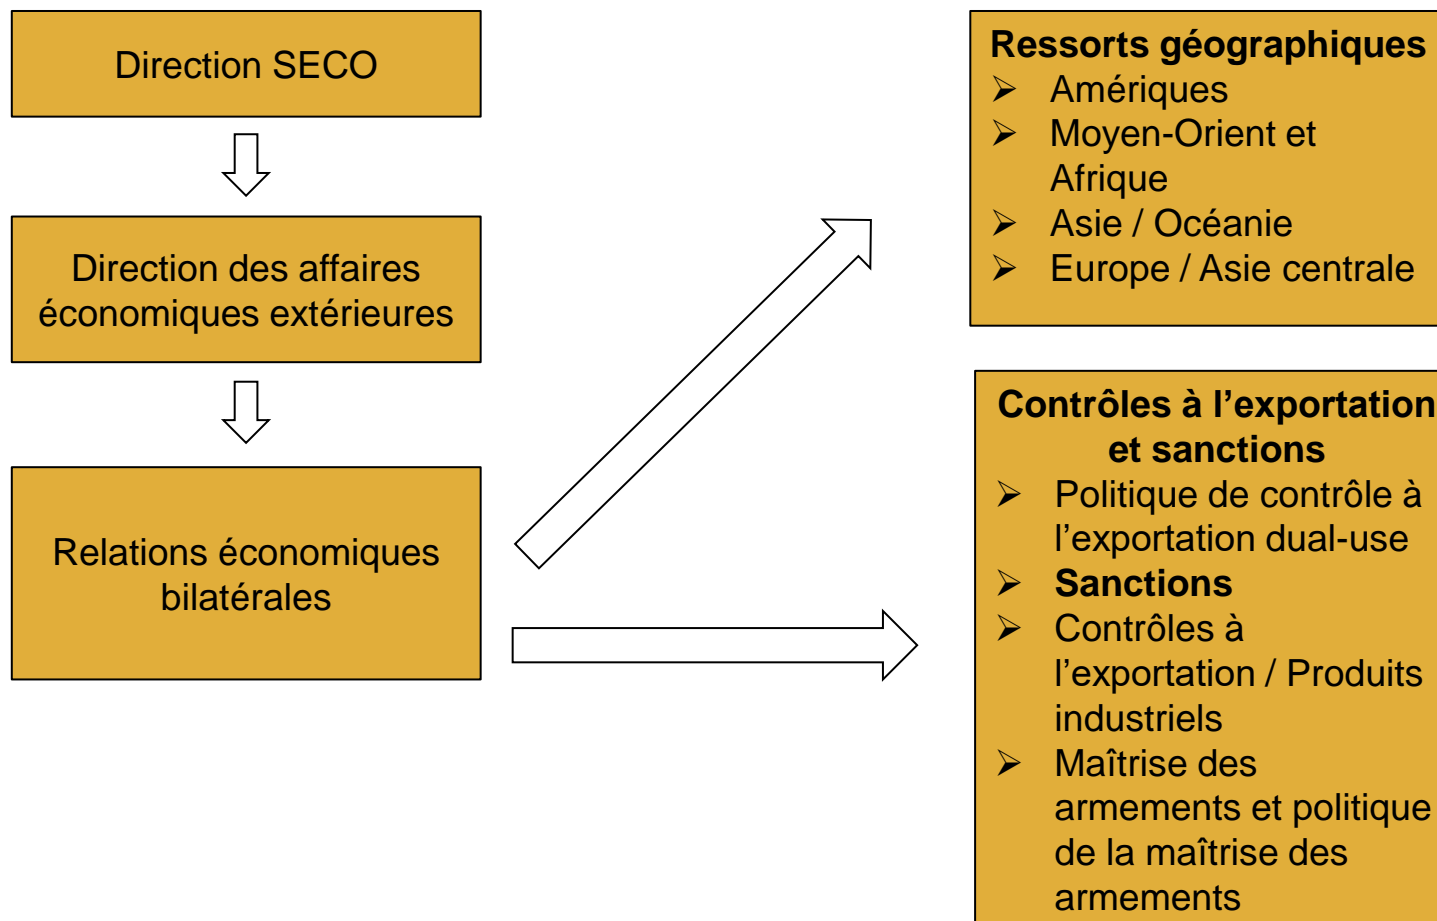 Direction SECO
Direction des affaires
économiques extérieures
Relations économiques
bilatérales
Ressorts géographiques
➢ Amériques
➢ Moyen-Orient et
Afrique
➢ Asie / Océanie
➢ Europe / Asie centrale
Contrôles à l’exportation
et sanctions
➢ Politique de contrôle à
l’exportation dual-use
➢ Sanctions
➢ Contrôles à
l’exportation / Produits
industriels
➢ Maîtrise des
armements et politique
de la maîtrise des
armements